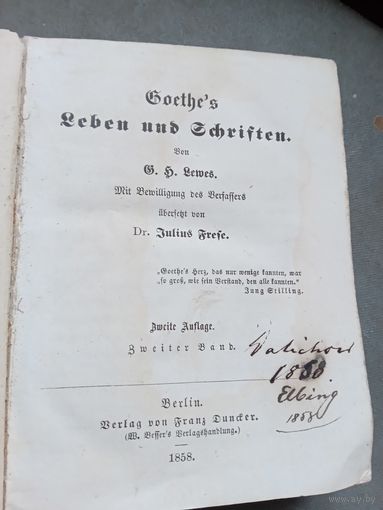 Goethe's
Leben und Schriften.
Von
G. H. Lewes.
Mit Bewilligung des Verfassers
übersetzt von
Dr. Julius Frese.
„Goethe's Herz, das nur wenige kannten, war
„so groß, wie sein Verstand, den alle kannten.“
Jung Stilling.
Zweite Auflage.
Zweiter Band.
Elbing
1858
Berlin.
Verlag von Franz Duncker.
(W. Besser's Verlagshandlung.)
1858.
ay.by